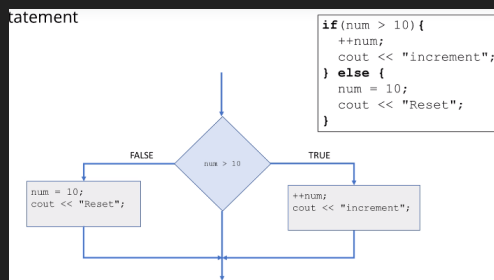 tatement
if(num > 10){
++num;
cout << "increment";
} else {
num = 10;
cout << "Reset";
}
FALSE
num > 10
TRUE
num = 10;
cout << "Reset";
++num;
cout << "increment";